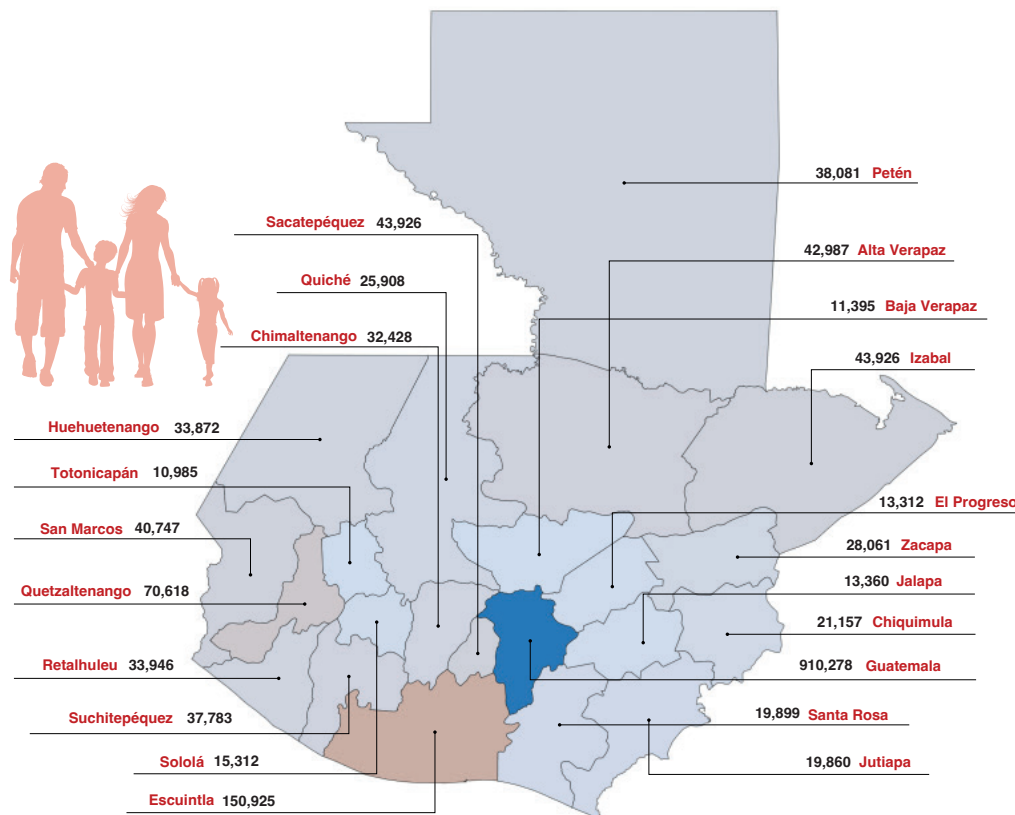 38,081 Petén
Sacatepéquez 43,926
42,987 Alta Verapaz
Quiché 25,908
11,395 Baja Verapaz
Chimaltenango 32,428
43,926 Izabal
Huehuetenango 33,872
Totonicapán 10,985
13,312 El Progreso
San Marcos 40,747
28,061 Zacapa
13,360 Jalapa
Quetzaltenango 70,618
21,157 Chiquimula
Retalhuleu 33,946
910,278 Guatemala
Suchitepéquez 37,783
19,899 Santa Rosa
Sololá 15,312
19,860 Jutiapa
Escuintla 150,925